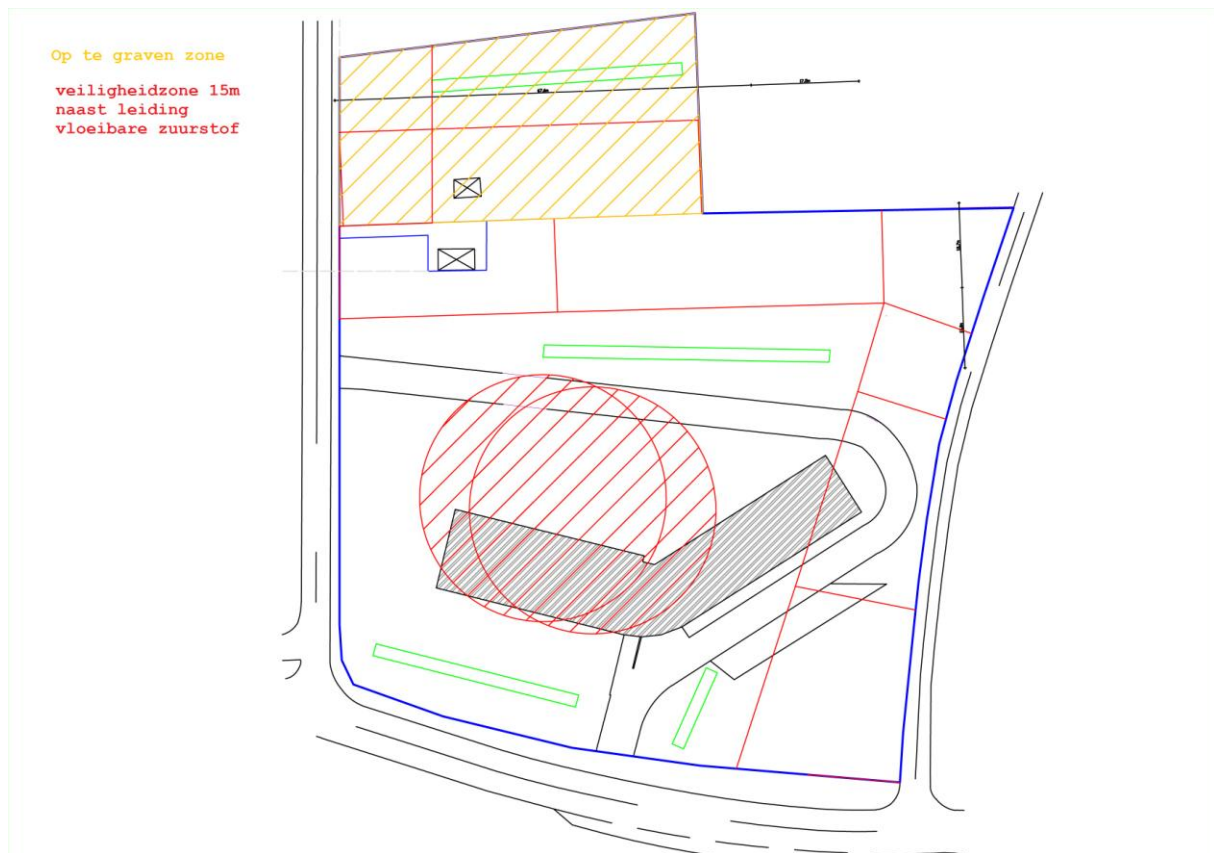 Op te graven zone
veiligheidzone 15m
naast leiding
vloeibare zuurstof